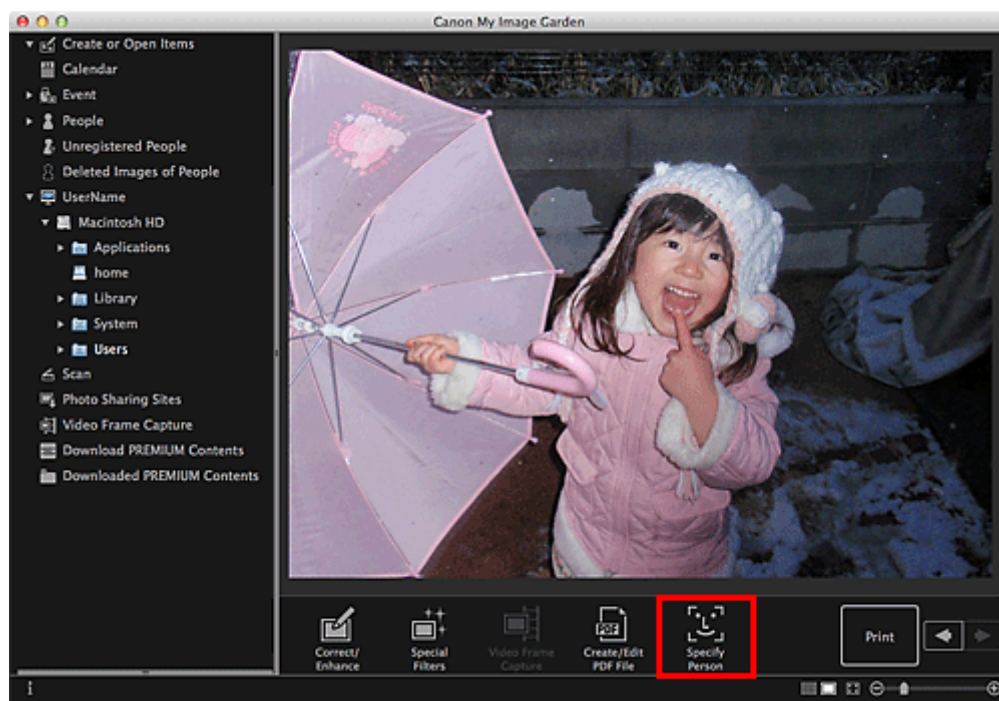 Canon My Image Garden
Create or Open Items
Calendar
Event
People
Unregistered People
Deleted Images of People
UserName
Macintosh HD
Applications
home
Library
System
Users
Scan
Photo Sharing Sites
Video Frame Capture
Download PREMIUM Contents
Downloaded PREMIUM Contents
Correct/
Enhance
Special
Filters
Video Frame
Capture
PDF
Create/Edit
PDF File
Specify
Person
Print